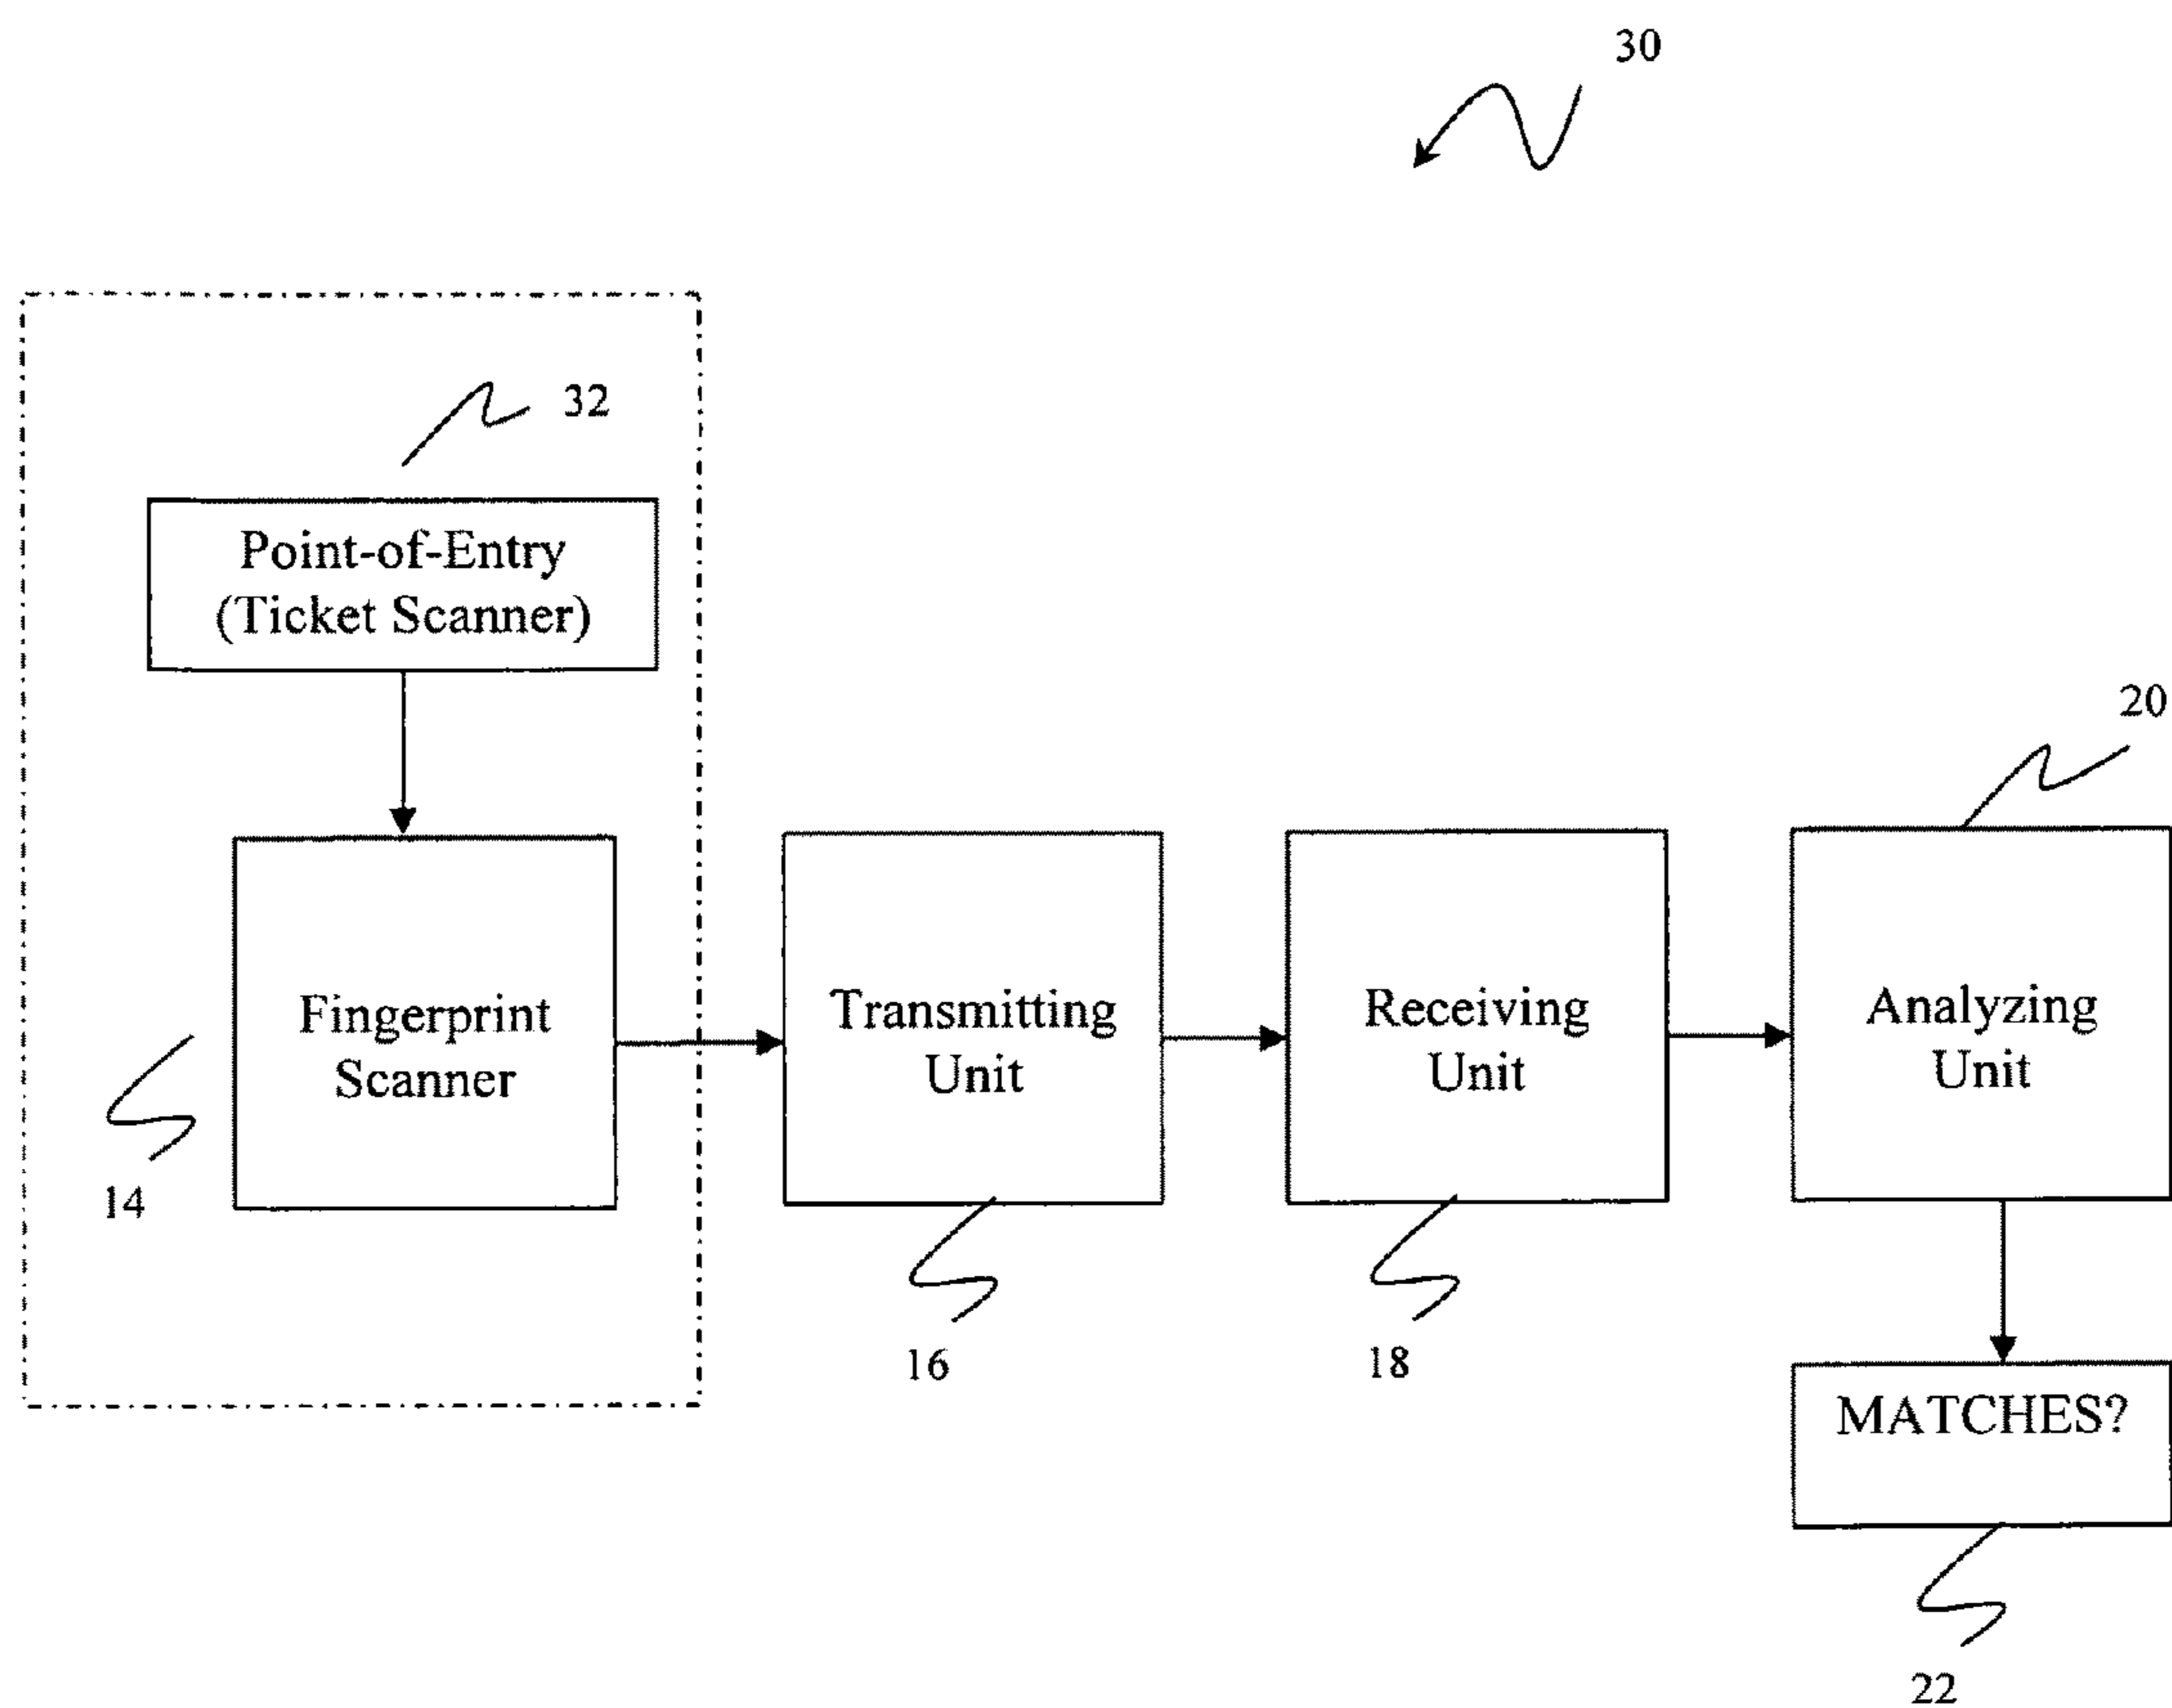 30
32
Point-of-Entry
(Ticket Scanner)
20
Fingerprint
Scanner
Transmitting
Unit
Receiving
Unit
Analyzing
Unit
14
16
18
MATCHES?
22